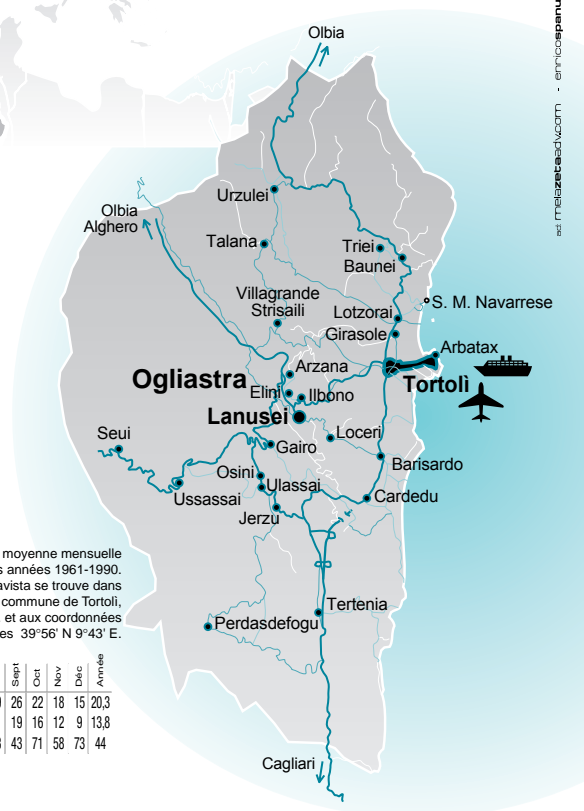 ad: melazetaadv.com - enricospanu
Olbia
Urzulei
Olbia
Alghero
Talana
Triei
Baunei
Villagrande
Strisaili
S. M. Navarrese
Lotzorai
Girasole
Arbatax
Arzana
Ogliastra
Tortolì
Elini
Ilbono
Lanusei
Seui
Loceri
Gairo
Barisardo
Osini
Ulassai
Ussassai
Cardedu
Jerzu
moyenne mensuelle
s années 1961-1990.
avista se trouve dans
commune de Tortolì,
et aux coordonnées
es 39°56' N 9°43' E.
Tertenia
Perdasdefogu
Sept Oct Nov Déc Année
26 22 18 15 20,3
19 16 12 9 13,8
43 71 58 73 44
Cagliari